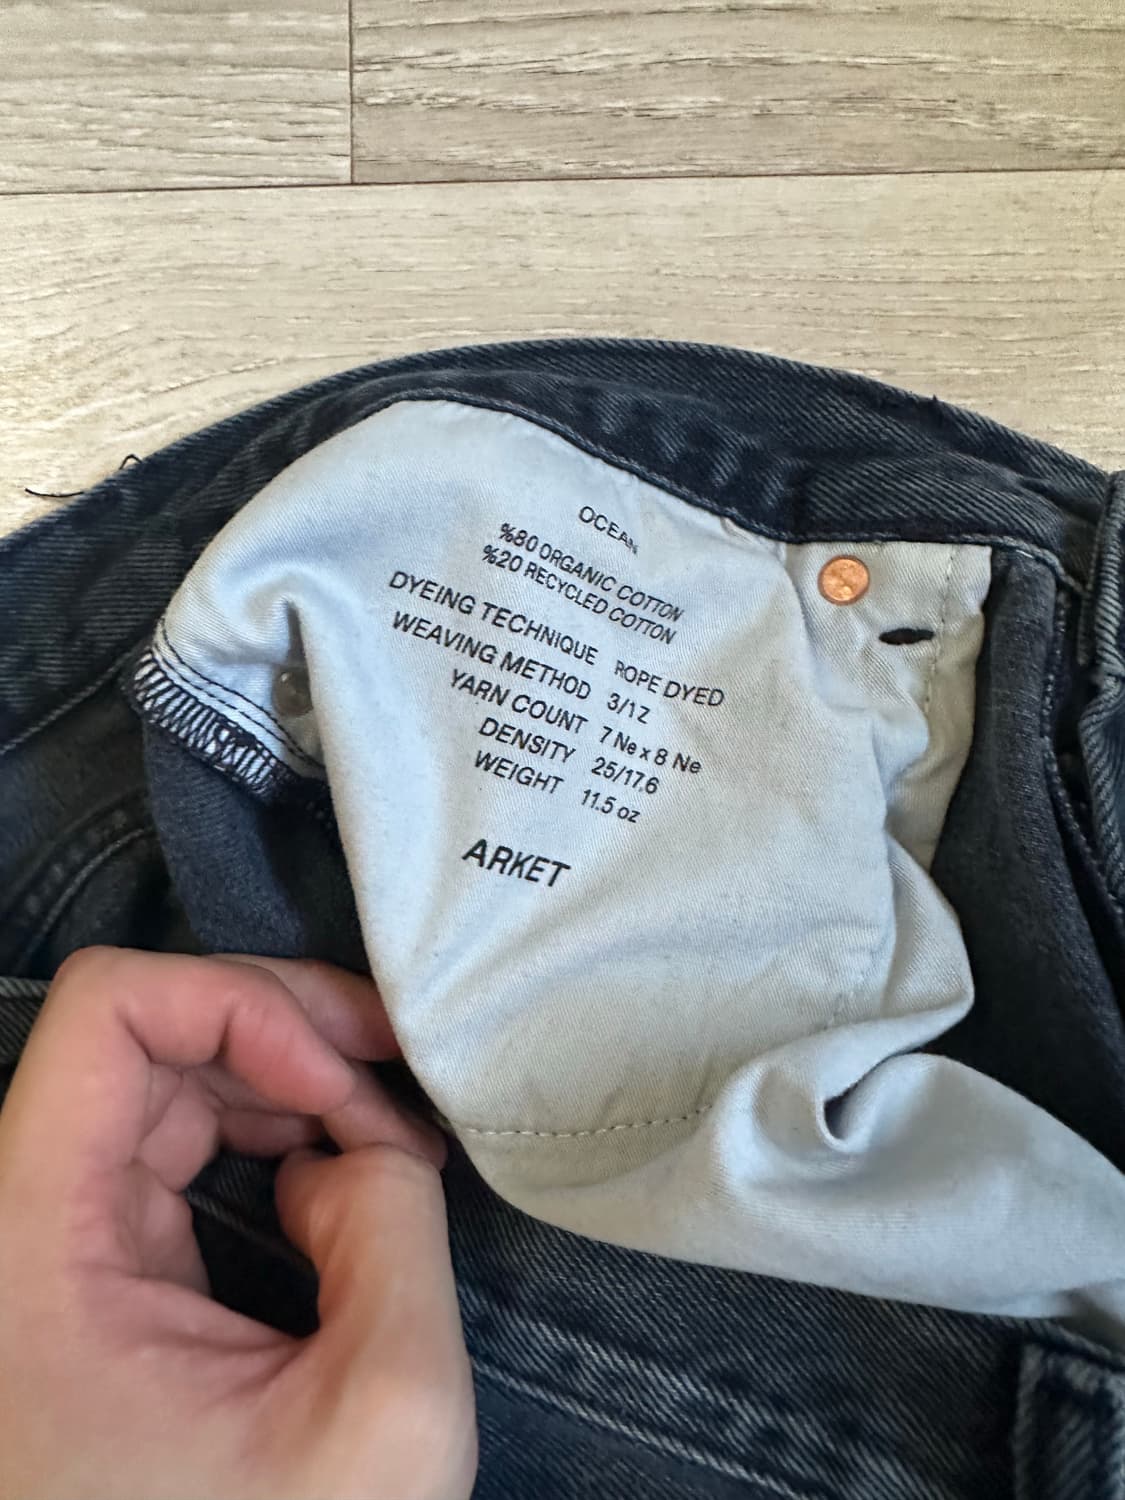 OCEAN
%80 ORGANIC COTTON
%20 RECYCLED COTTON
DYEING TECHNIQUE ROPE DYED
WEAVING METHOD 3/1 Z
YARN COUNT 7 Ne x 8 Ne
DENSITY 25/17.6
WEIGHT 11.5 oz
ARKET